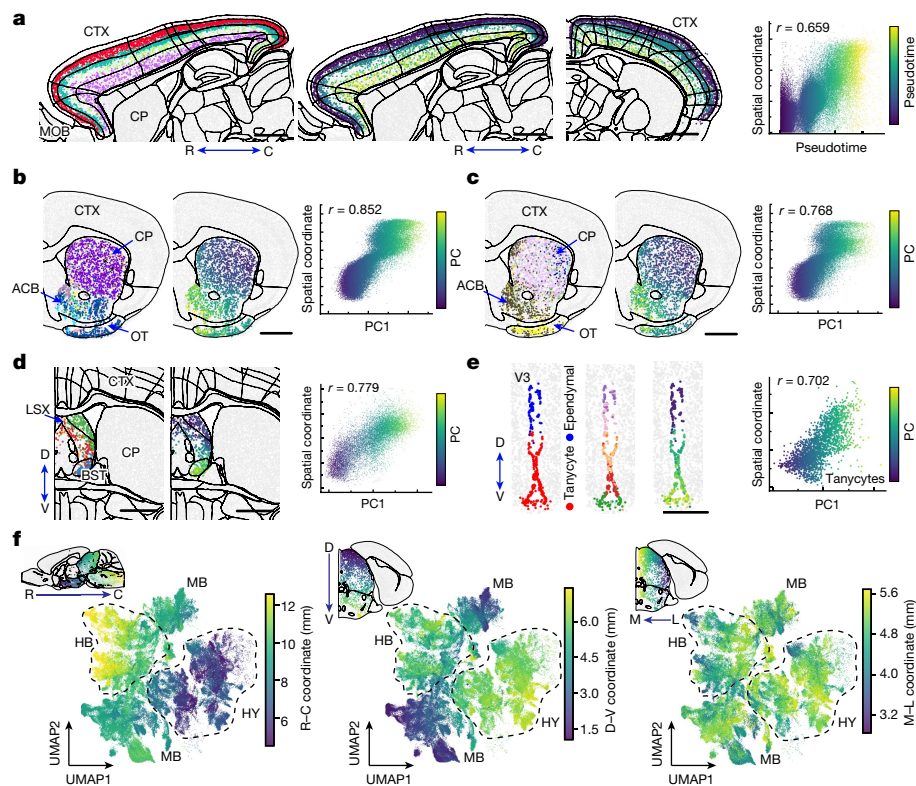 a
CTX
MOB
CP
R C
R C
CTX
r = 0.659
Spatial coordinate
Pseudotime
Pseudotime
b
CTX
CP
ACB
OT
r = 0.852
Spatial coordinate
PC1
PC
c
CTX
CP
ACB
OT
r = 0.768
Spatial coordinate
PC1
PC
d
CTX
LSX
D
V
BST
CP
r = 0.779
Spatial coordinate
PC1
e
V3
D
V
Tanycyte Ependymal
r = 0.702
Spatial coordinate
Tanycytes
PC1
PC
f
R C
MB
HB
HY
MB
UMAP2
UMAP1
12
10
8
6
R–C coordinate (mm)
D
V
MB
HB
HY
MB
UMAP2
UMAP1
6.0
4.5
3.0
1.5
D–V coordinate (mm)
M L
MB
HB
HY
MB
UMAP2
UMAP1
5.6
4.8
4.0
3.2
M–L coordinate (mm)